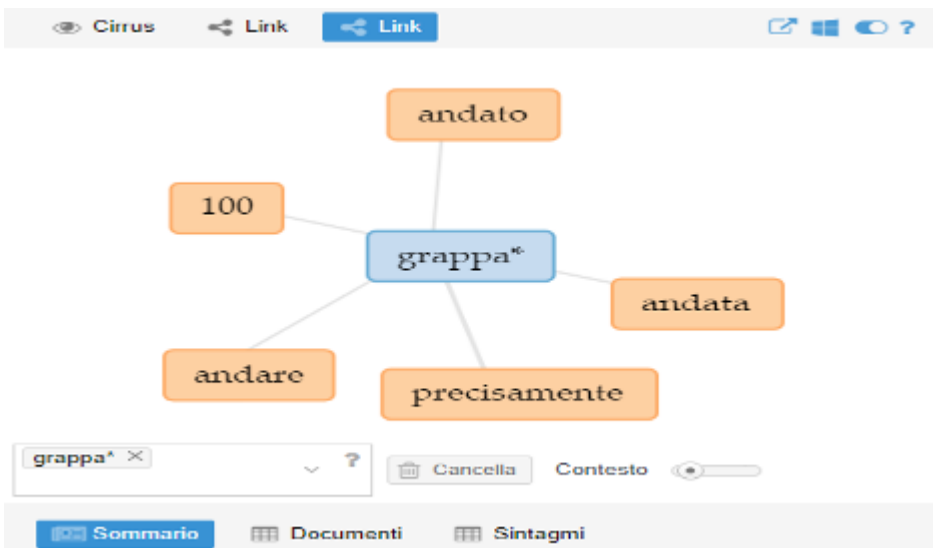 Cirrus Link Link ?
andato
100
grappa*
andata
andare
precisamente
grappa* × ? Cancella Contesto
Sommario Documenti Sintagmi